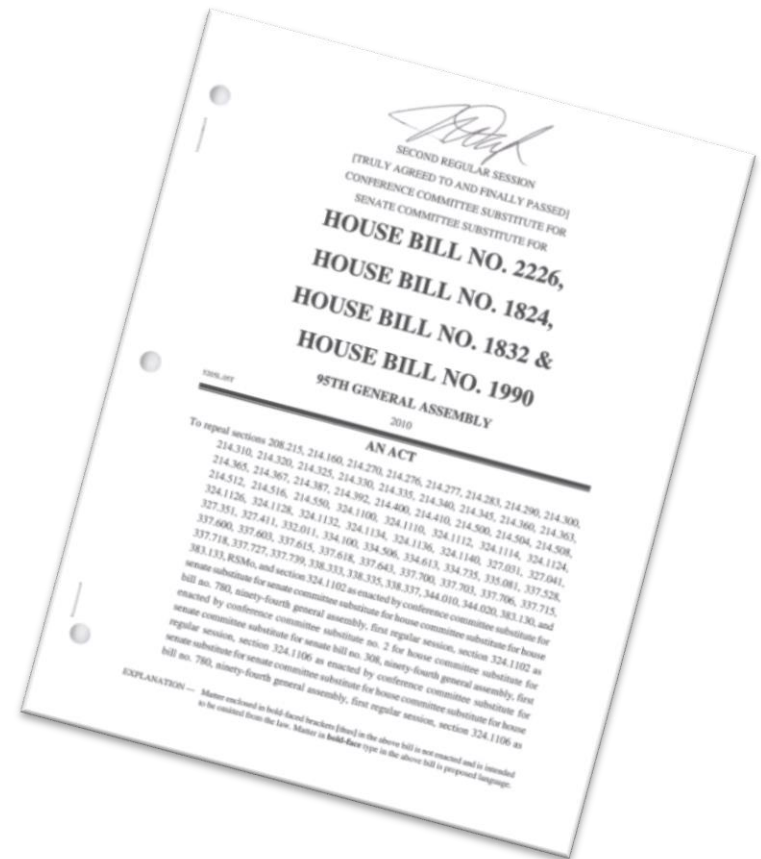 SECOND REGULAR SESSION
[TRULY AGREED TO AND FINALLY PASSED]
CONFERENCE COMMITTEE SUBSTITUTE FOR
SENATE COMMITTEE SUBSTITUTE FOR
HOUSE BILL NO. 2226,
HOUSE BILL NO. 1824,
HOUSE BILL NO. 1832 &
HOUSE BILL NO. 1990
95TH GENERAL ASSEMBLY
2010
AN ACT
To repeal sections 208.215, 214.160, 214.270, 214.276, 214.277, 214.283, 214.290, 214.300,
214.310, 214.320, 214.325, 214.330, 214.335, 214.340, 214.345, 214.360, 214.363,
214.365, 214.367, 214.387, 214.392, 214.400, 214.410, 214.500, 214.504, 214.508,
214.512, 214.516, 214.550, 324.1100, 324.1110, 324.1112, 324.1114, 324.1124,
324.1126, 324.1128, 324.1132, 324.1134, 324.1136, 324.1140, 327.031, 327.041,
327.351, 327.411, 332.011, 334.100, 334.506, 334.613, 334.735, 335.081, 337.528,
337.600, 337.603, 337.615, 337.618, 337.643, 337.700, 337.703, 337.706, 337.715,
337.718, 337.727, 337.739, 338.333, 338.335, 338.337, 344.010, 344.020, 383.130, and
383.133, RSMo, and section 324.1102 as enacted by conference committee substitute for
senate substitute for senate committee substitute for house committee substitute for house
bill no. 780, ninety-fourth general assembly, first regular session, section 324.1102 as
enacted by conference committee substitute no. 2 for house committee substitute for
senate committee substitute for senate bill no. 308, ninety-fourth general assembly, first
regular session, section 324.1106 as enacted by conference committee substitute for
senate substitute for senate committee substitute for house committee substitute for house
bill no. 780, ninety-fourth general assembly, first regular session, section 324.1106 as
EXPLANATION — Matter enclosed in bold-faced brackets [thus] in the above bill is not enacted and is intended
to be omitted from the law. Matter in bold-face type in the above bill is proposed language.